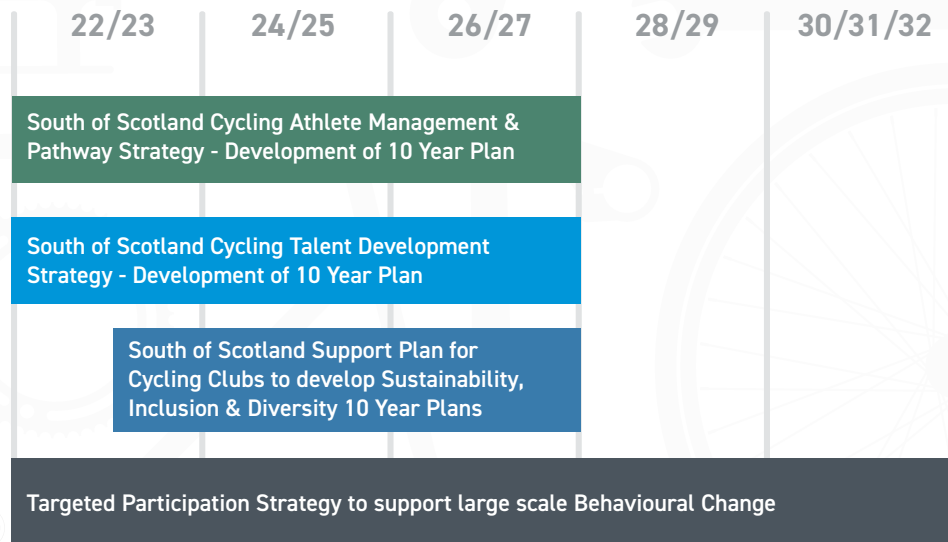 22/23 24/25 26/27 28/29 30/31/32
South of Scotland Cycling Athlete Management &
Pathway Strategy - Development of 10 Year Plan
South of Scotland Cycling Talent Development
Strategy - Development of 10 Year Plan
South of Scotland Support Plan for
Cycling Clubs to develop Sustainability,
Inclusion & Diversity 10 Year Plans
Targeted Participation Strategy to support large scale Behavioural Change